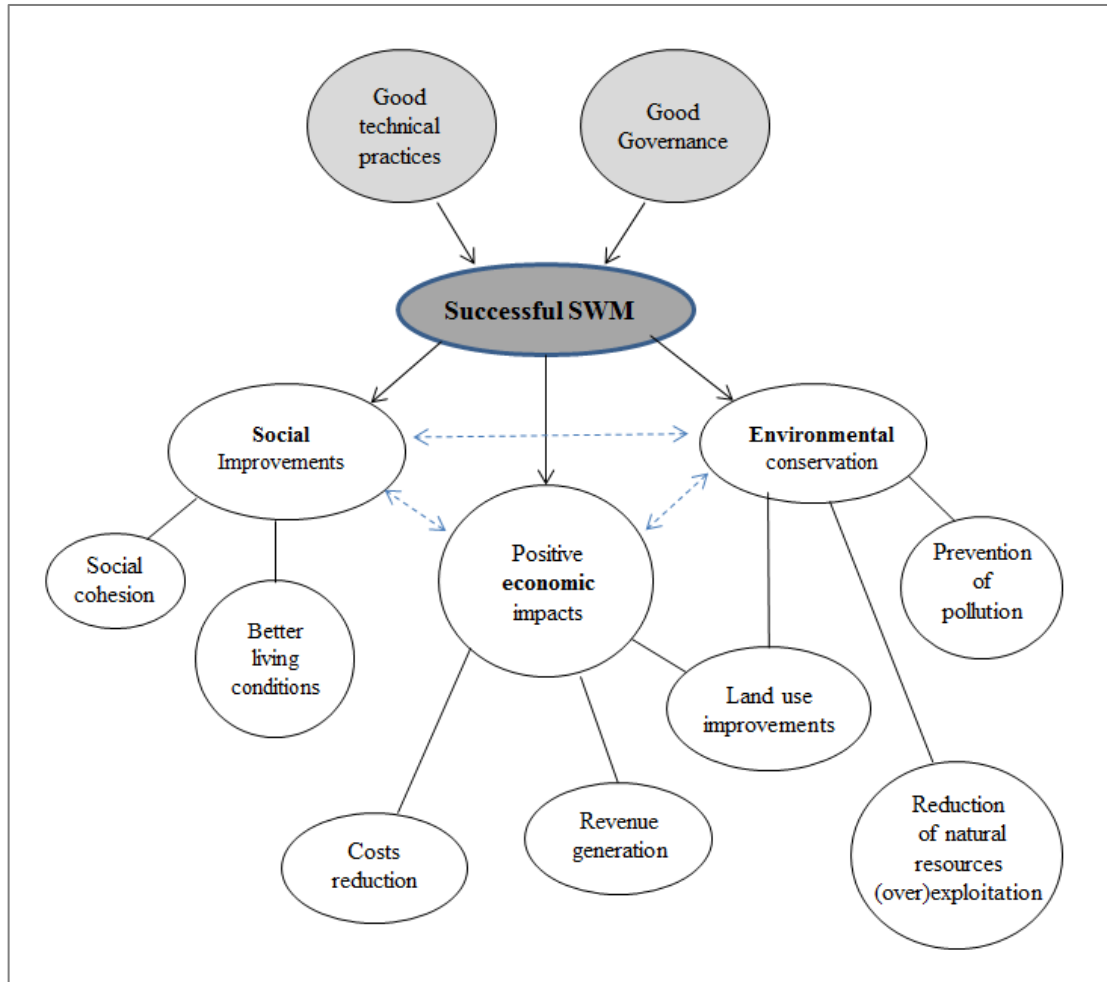 Good
technical
practices
Good
Governance
Successful SWM
Social
Improvements
Environmental
conservation
Positive
economic
impacts
Social
cohesion
Better
living
conditions
Prevention
of
pollution
Land use
improvements
Costs
reduction
Revenue
generation
Reduction
of natural
resources
(over)exploitation